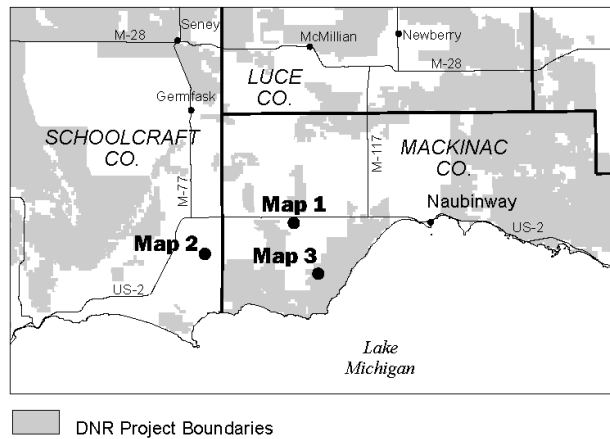 Seney
M-28
McMillian
Newberry
M-28
LUCE
CO.
Germfask
SCHOOLCRAFT
CO.
M-77
M-117
MACKINAC
CO.
Map 1
Naubinway
US-2
Map 2
Map 3
US-2
Lake
Michigan
DNR Project Boundaries